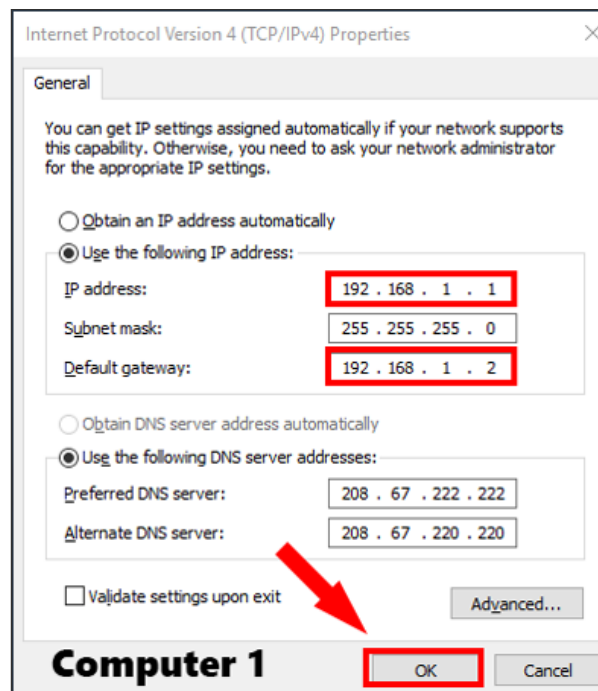 Internet Protocol Version 4 (TCP/IPv4) Properties
General
You can get IP settings assigned automatically if your network supports
this capability. Otherwise, you need to ask your network administrator
for the appropriate IP settings.
Obtain an IP address automatically
Use the following IP address:
IP address: 192 . 168 . 1 . 1
Subnet mask: 255 . 255 . 255 . 0
Default gateway: 192 . 168 . 1 . 2
Obtain DNS server address automatically
Use the following DNS server addresses:
Preferred DNS server: 208 . 67 . 222 . 222
Alternate DNS server: 208 . 67 . 220 . 220
Validate settings upon exit
Advanced...
Computer 1 OK Cancel